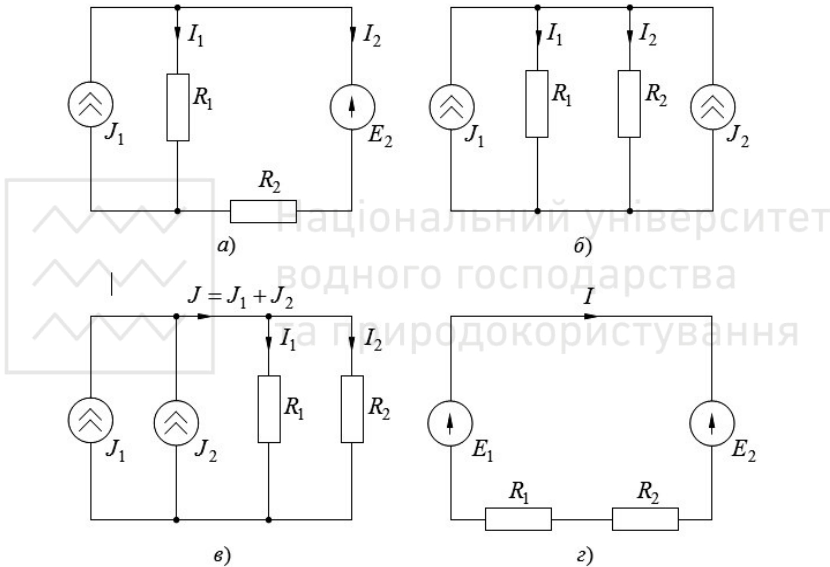 I₁
I₂
J₁
R₁
E₂
R₂
а)
I₁
I₂
J₁
R₁
R₂
J₂
б)
Національний університет
водного господарства
та природокористування
J = J₁ + J₂
I₁
I₂
J₁
J₂
R₁
R₂
в)
I
E₁
E₂
R₁
R₂
г)